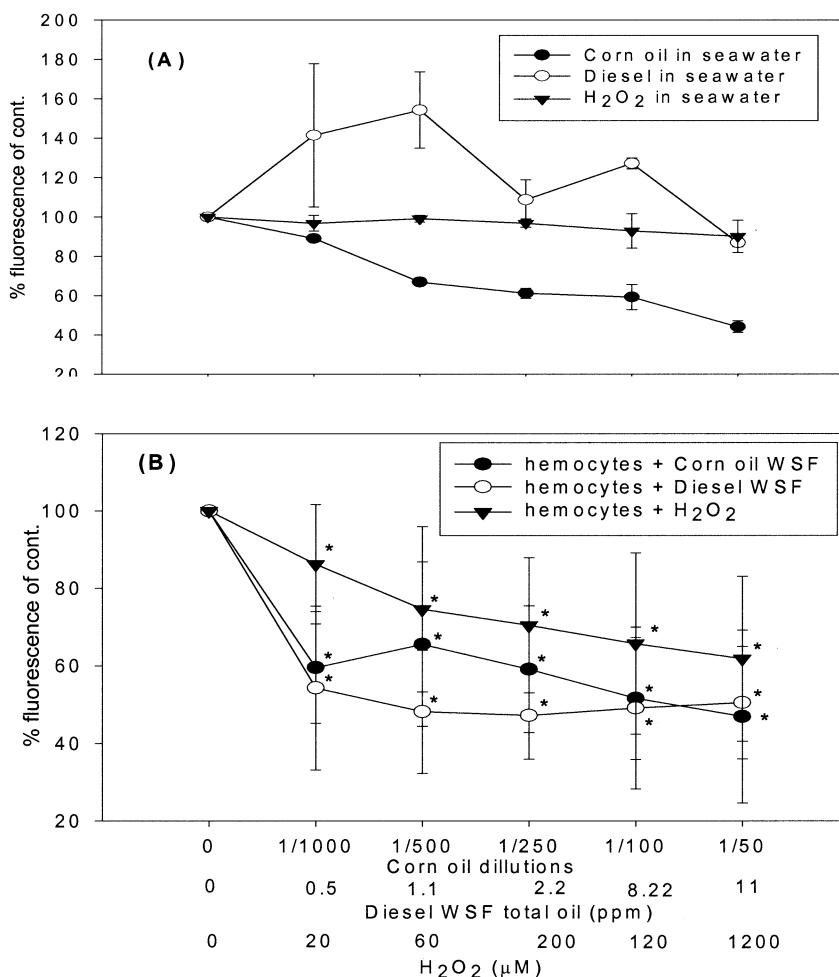 120
(A)
Corn oil in seawater
180
Diesel in seawater
160
H2O2 in seawater
140
120
100
80
60
40
20
% fluorescence of cont.
120
(B)
hemocytes + Corn oil WSF
hemocytes + Diesel WSF
100
hemocytes + H2O2
80
60
40
20
% fluorescence of cont.
* * * * *
* * * * *
* * * * *
0 1/1000 1/500 1/250 1/100 1/50
Corn oil dillutions
0 0.5 1.1 2.2 8.22 11
Diesel WSF total oil (ppm)
0 20 60 200 120 1200
H2O2 (µM)